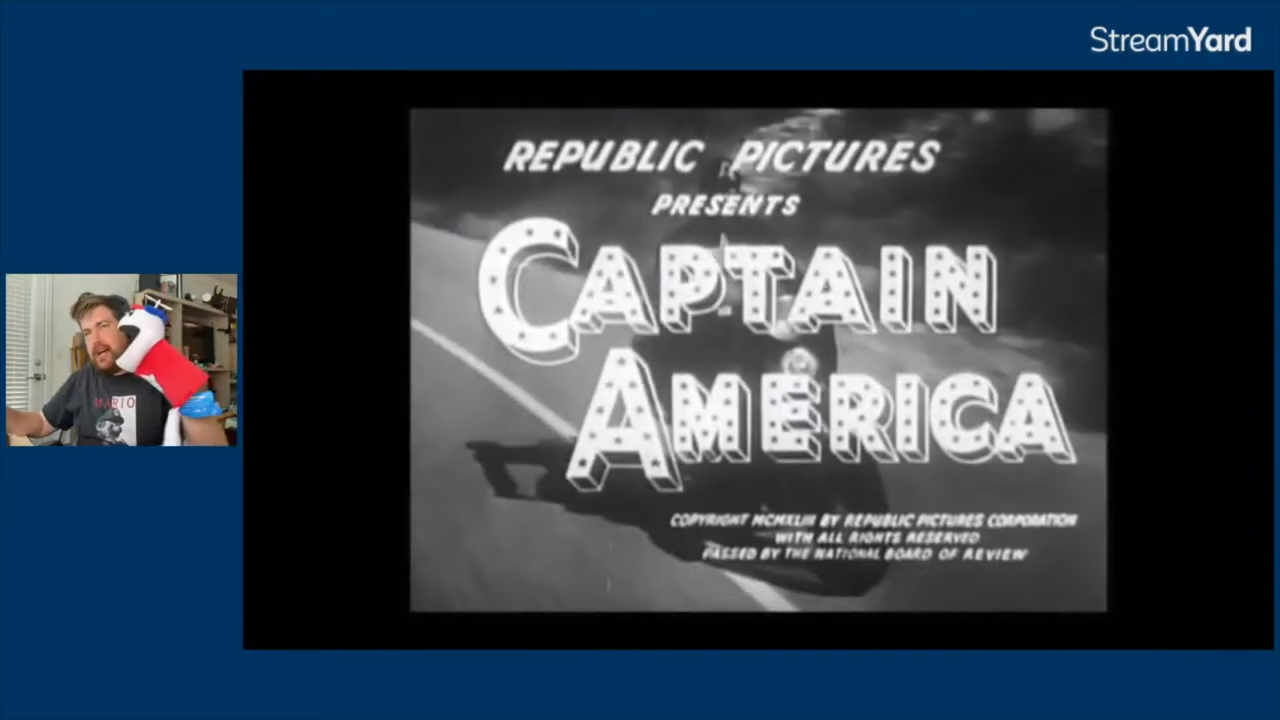 StreamYard
REPUBLIC PICTURES
PRESENTS
CAPTAIN
AMERICA
COPYRIGHT MCMXLIII BY REPUBLIC PICTURES CORPORATION
WITH ALL RIGHTS RESERVED
PASSED BY THE NATIONAL BOARD OF REVIEW
MARIO